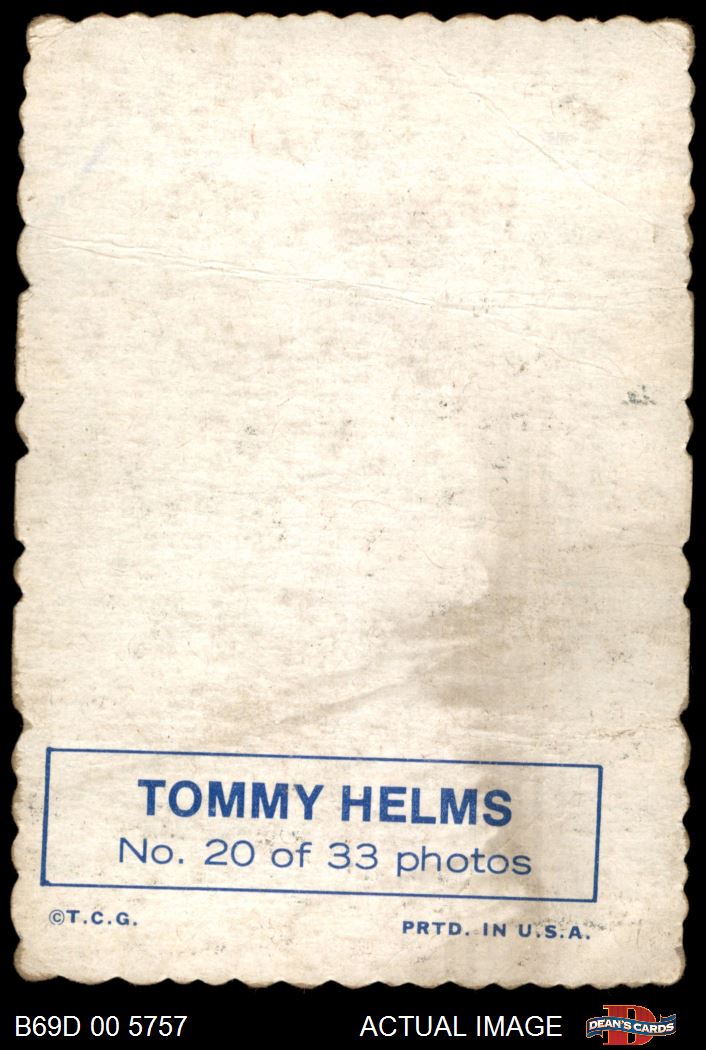 TOMMY HELMS
No. 20 of 33 photos
©T.C.G.
PRTD. IN U.S.A.
B69D 00 5757
ACTUAL IMAGE
DEAN'S CARDS